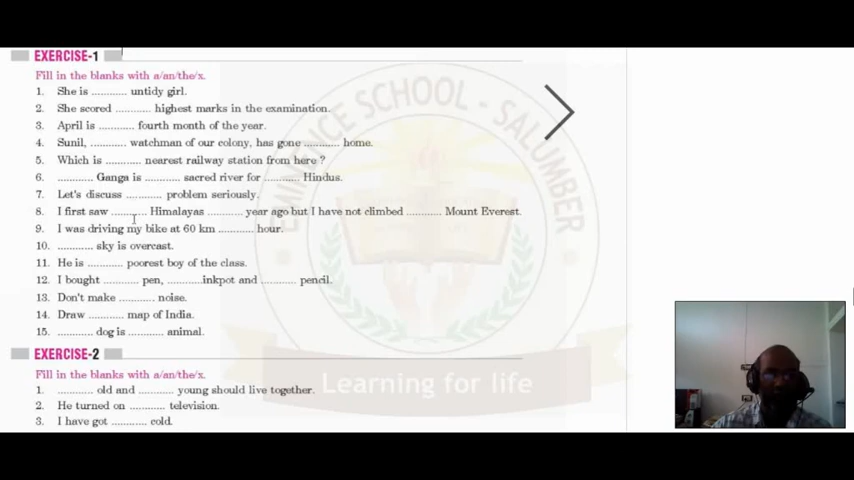 EXERCISE-1
Fill in the blanks with a/an/the/x.
1. She is ........... untidy girl.
2. She scored ........... highest marks in the examination.
3. April is ........... fourth month of the year.
4. Sunil, ........... watchman of our colony, has gone ........... home.
5. Which is ........... nearest railway station from here ?
6. ........... Ganga is ........... sacred river for ........... Hindus.
7. Let's discuss ........... problem seriously.
8. I first saw ........... Himalayas ........... year ago but I have not climbed ........... Mount Everest.
9. I was driving my bike at 60 km ........... hour.
10. ........... sky is overcast.
11. He is ........... poorest boy of the class.
12. I bought ........... pen, ...........inkpot and ........... pencil.
13. Don't make ........... noise.
14. Draw ........... map of India.
15. ........... dog is ........... animal.
EXERCISE-2
Fill in the blanks with a/an/the/x.
1. ........... old and ........... young should live together.
2. He turned on ........... television.
3. I have got ........... cold.
EMINENCE SCHOOL - SALUMBER
Learning for life